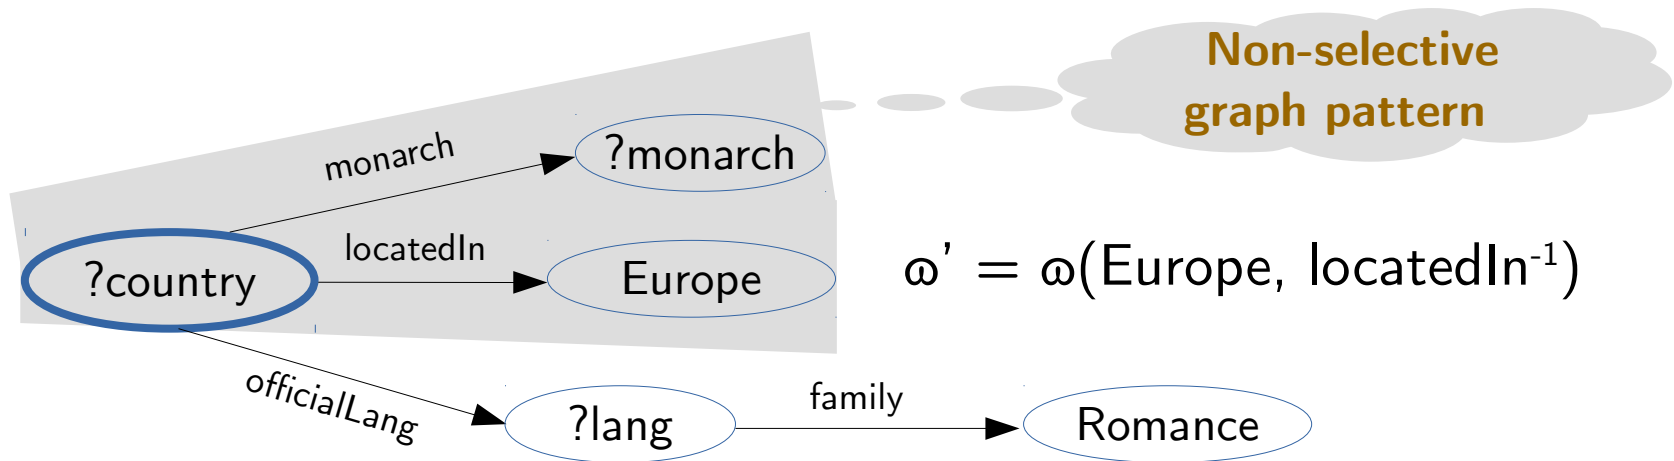 Non-selective
graph pattern
monarch
?monarch
locatedIn
?country
Europe
ϖ' = ϖ(Europe, locatedIn⁻¹)
officialLang
?lang
family
Romance